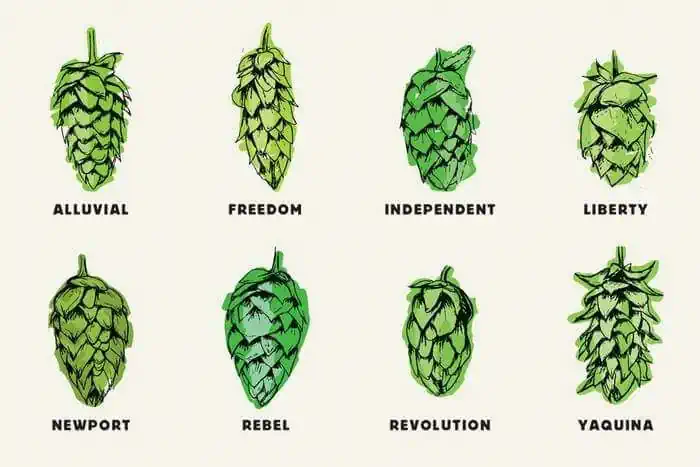 ALLUVIAL
FREEDOM
INDEPENDENT
LIBERTY
NEWPORT
REBEL
REVOLUTION
YAQUINA